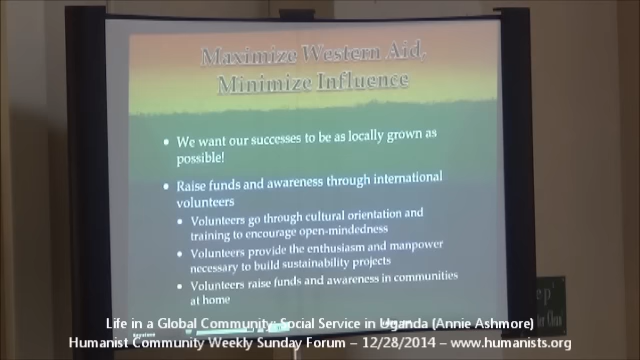 Maximize Western Aid,
Minimize Influence
• We want our successes to be as locally grown as
possible!
• Raise funds and awareness through international
volunteers
• Volunteers go through cultural orientation and
training to encourage open-mindedness
• Volunteers provide the enthusiasm and manpower
necessary to build sustainability projects
• Volunteers raise funds and awareness in communities
at home
Life in a Global Community: Social Service in Uganda (Annie Ashmore)
Humanist Community Weekly Sunday Forum – 12/28/2014 – www.humanists.org